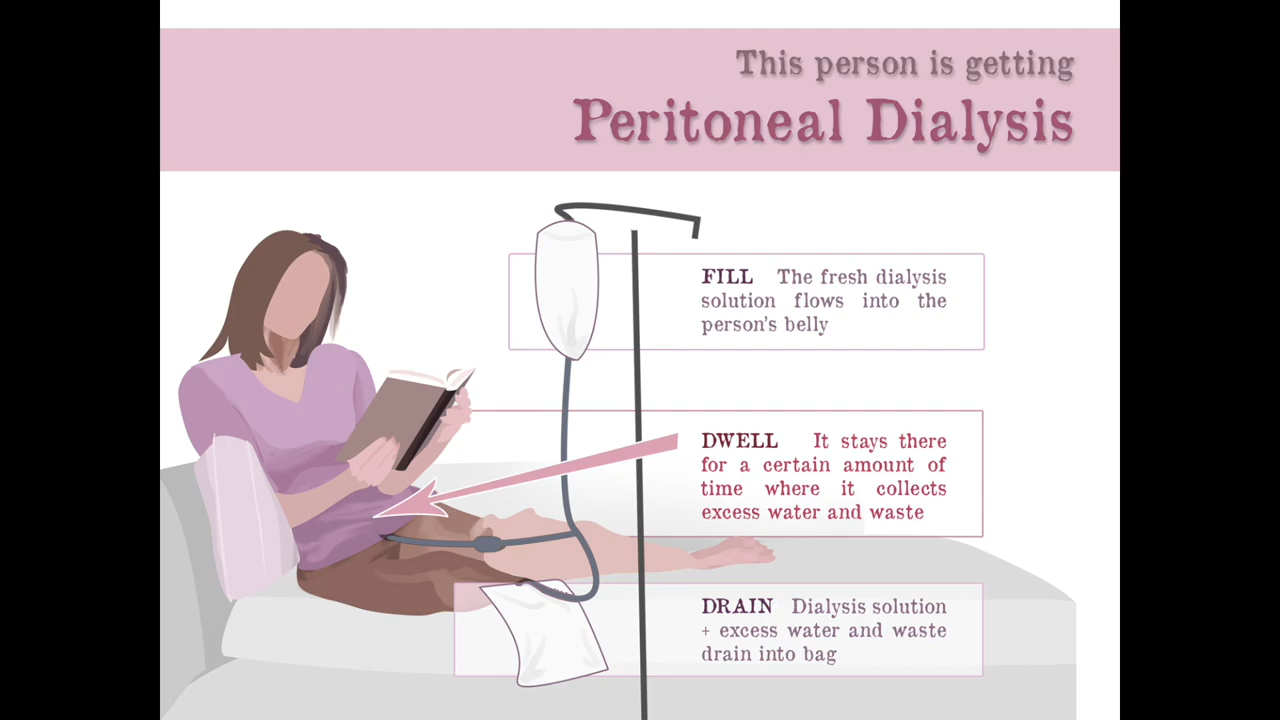 This person is getting
Peritoneal Dialysis
FILL The fresh dialysis
solution flows into the
person's belly
DWELL It stays there
for a certain amount of
time where it collects
excess water and waste
DRAIN Dialysis solution
+ excess water and waste
drain into bag